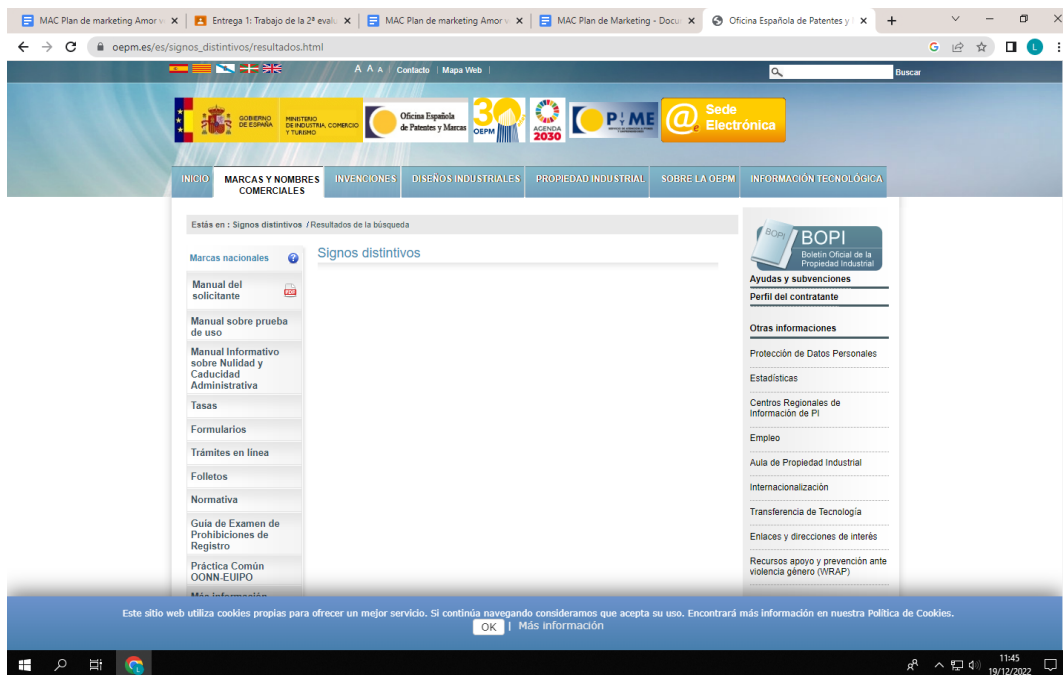 MAC Plan de marketing Amor v
Entrega 1: Trabajo de la 2ª evalu
MAC Plan de marketing Amor v
MAC Plan de Marketing - Docu
Oficina Española de Patentes y
oepm.es/es/signos_distintivos/resultados.html
L
A A A | Contacto | Mapa Web |
Buscar
GOBIERNO DE ESPAÑA
MINISTERIO DE INDUSTRIA, COMERCIO Y TURISMO
Oficina Española de Patentes y Marcas
30 OEPM
AGENDA 2030
PYME
@e Sede Electrónica
INICIO
MARCAS Y NOMBRES COMERCIALES
INVENCIONES
DISEÑOS INDUSTRIALES
PROPIEDAD INDUSTRIAL
SOBRE LA OEPM
INFORMACIÓN TECNOLÓGICA
Estás en : Signos distintivos / Resultados de la búsqueda
Marcas nacionales ?
Manual del
solicitante
PDF
Manual sobre prueba
de uso
Manual Informativo
sobre Nulidad y
Caducidad
Administrativa
Tasas
Formularios
Trámites en línea
Folletos
Normativa
Guía de Examen de
Prohibiciones de
Registro
Práctica Común
OONN-EUIPO
Más información
Signos distintivos
BOPI
BOPI
Boletín Oficial de la
Propiedad Industrial
Ayudas y subvenciones
Perfil del contratante
Otras informaciones
Protección de Datos Personales
Estadísticas
Centros Regionales de
Información de PI
Empleo
Aula de Propiedad Industrial
Internacionalización
Transferencia de Tecnología
Enlaces y direcciones de interés
Recursos apoyo y prevención ante
violencia género (WRAP)
Este sitio web utiliza cookies propias para ofrecer un mejor servicio. Si continúa navegando consideramos que acepta su uso. Encontrará más información en nuestra Política de Cookies.
OK | Más información
11:45
19/12/2022